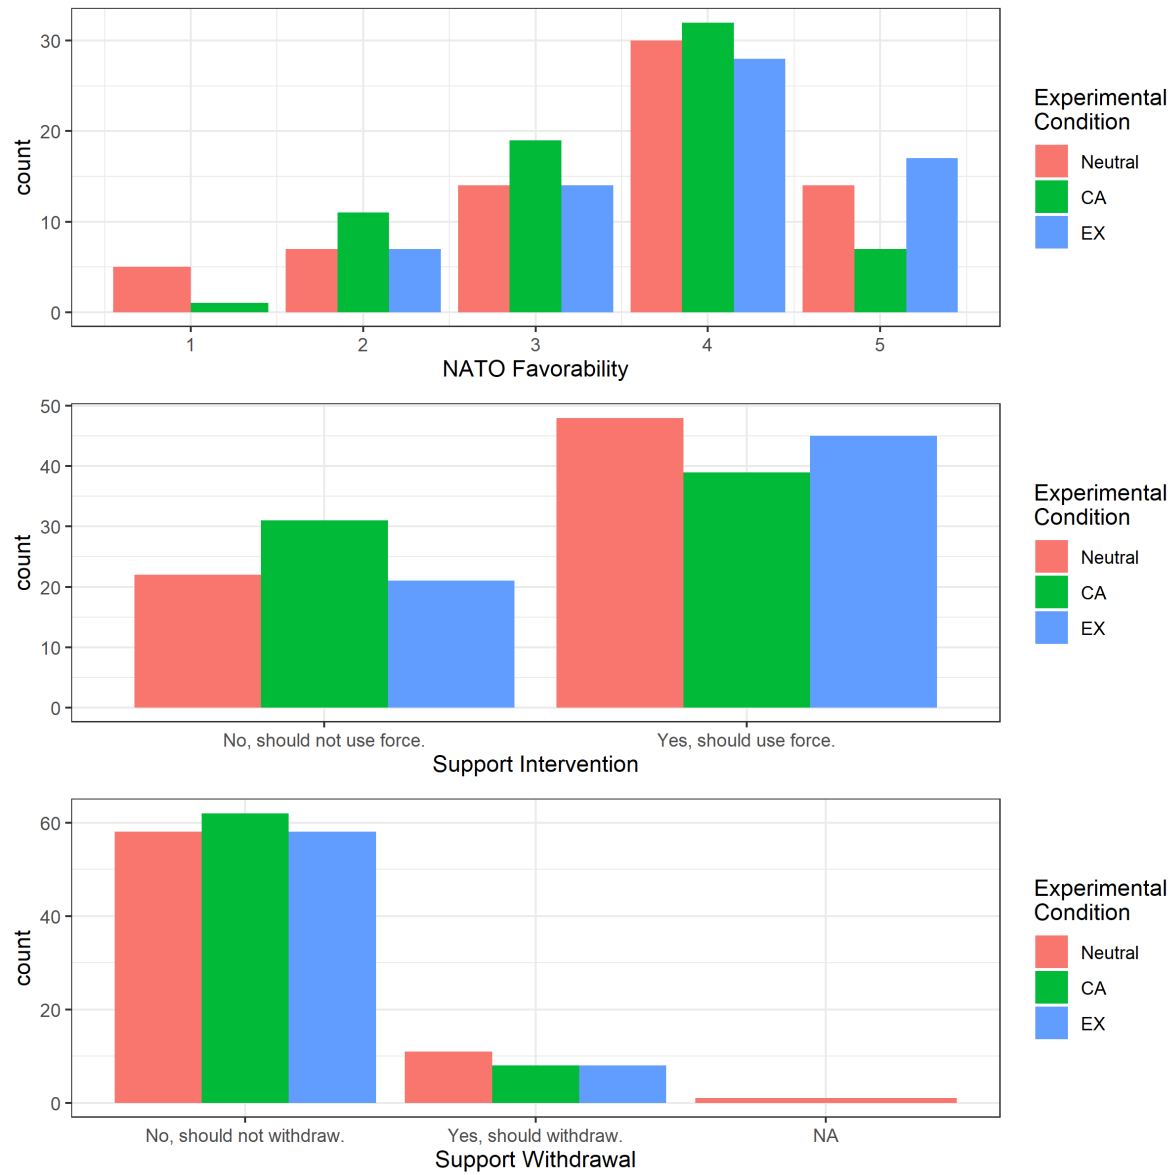 30
20
10
0
count
1 2 3 4 5
NATO Favorability
Experimental
Condition
Neutral
CA
EX
50
40
30
20
10
0
count
No, should not use force. Yes, should use force.
Support Intervention
Experimental
Condition
Neutral
CA
EX
60
40
20
0
count
No, should not withdraw. Yes, should withdraw. NA
Support Withdrawal
Experimental
Condition
Neutral
CA
EX